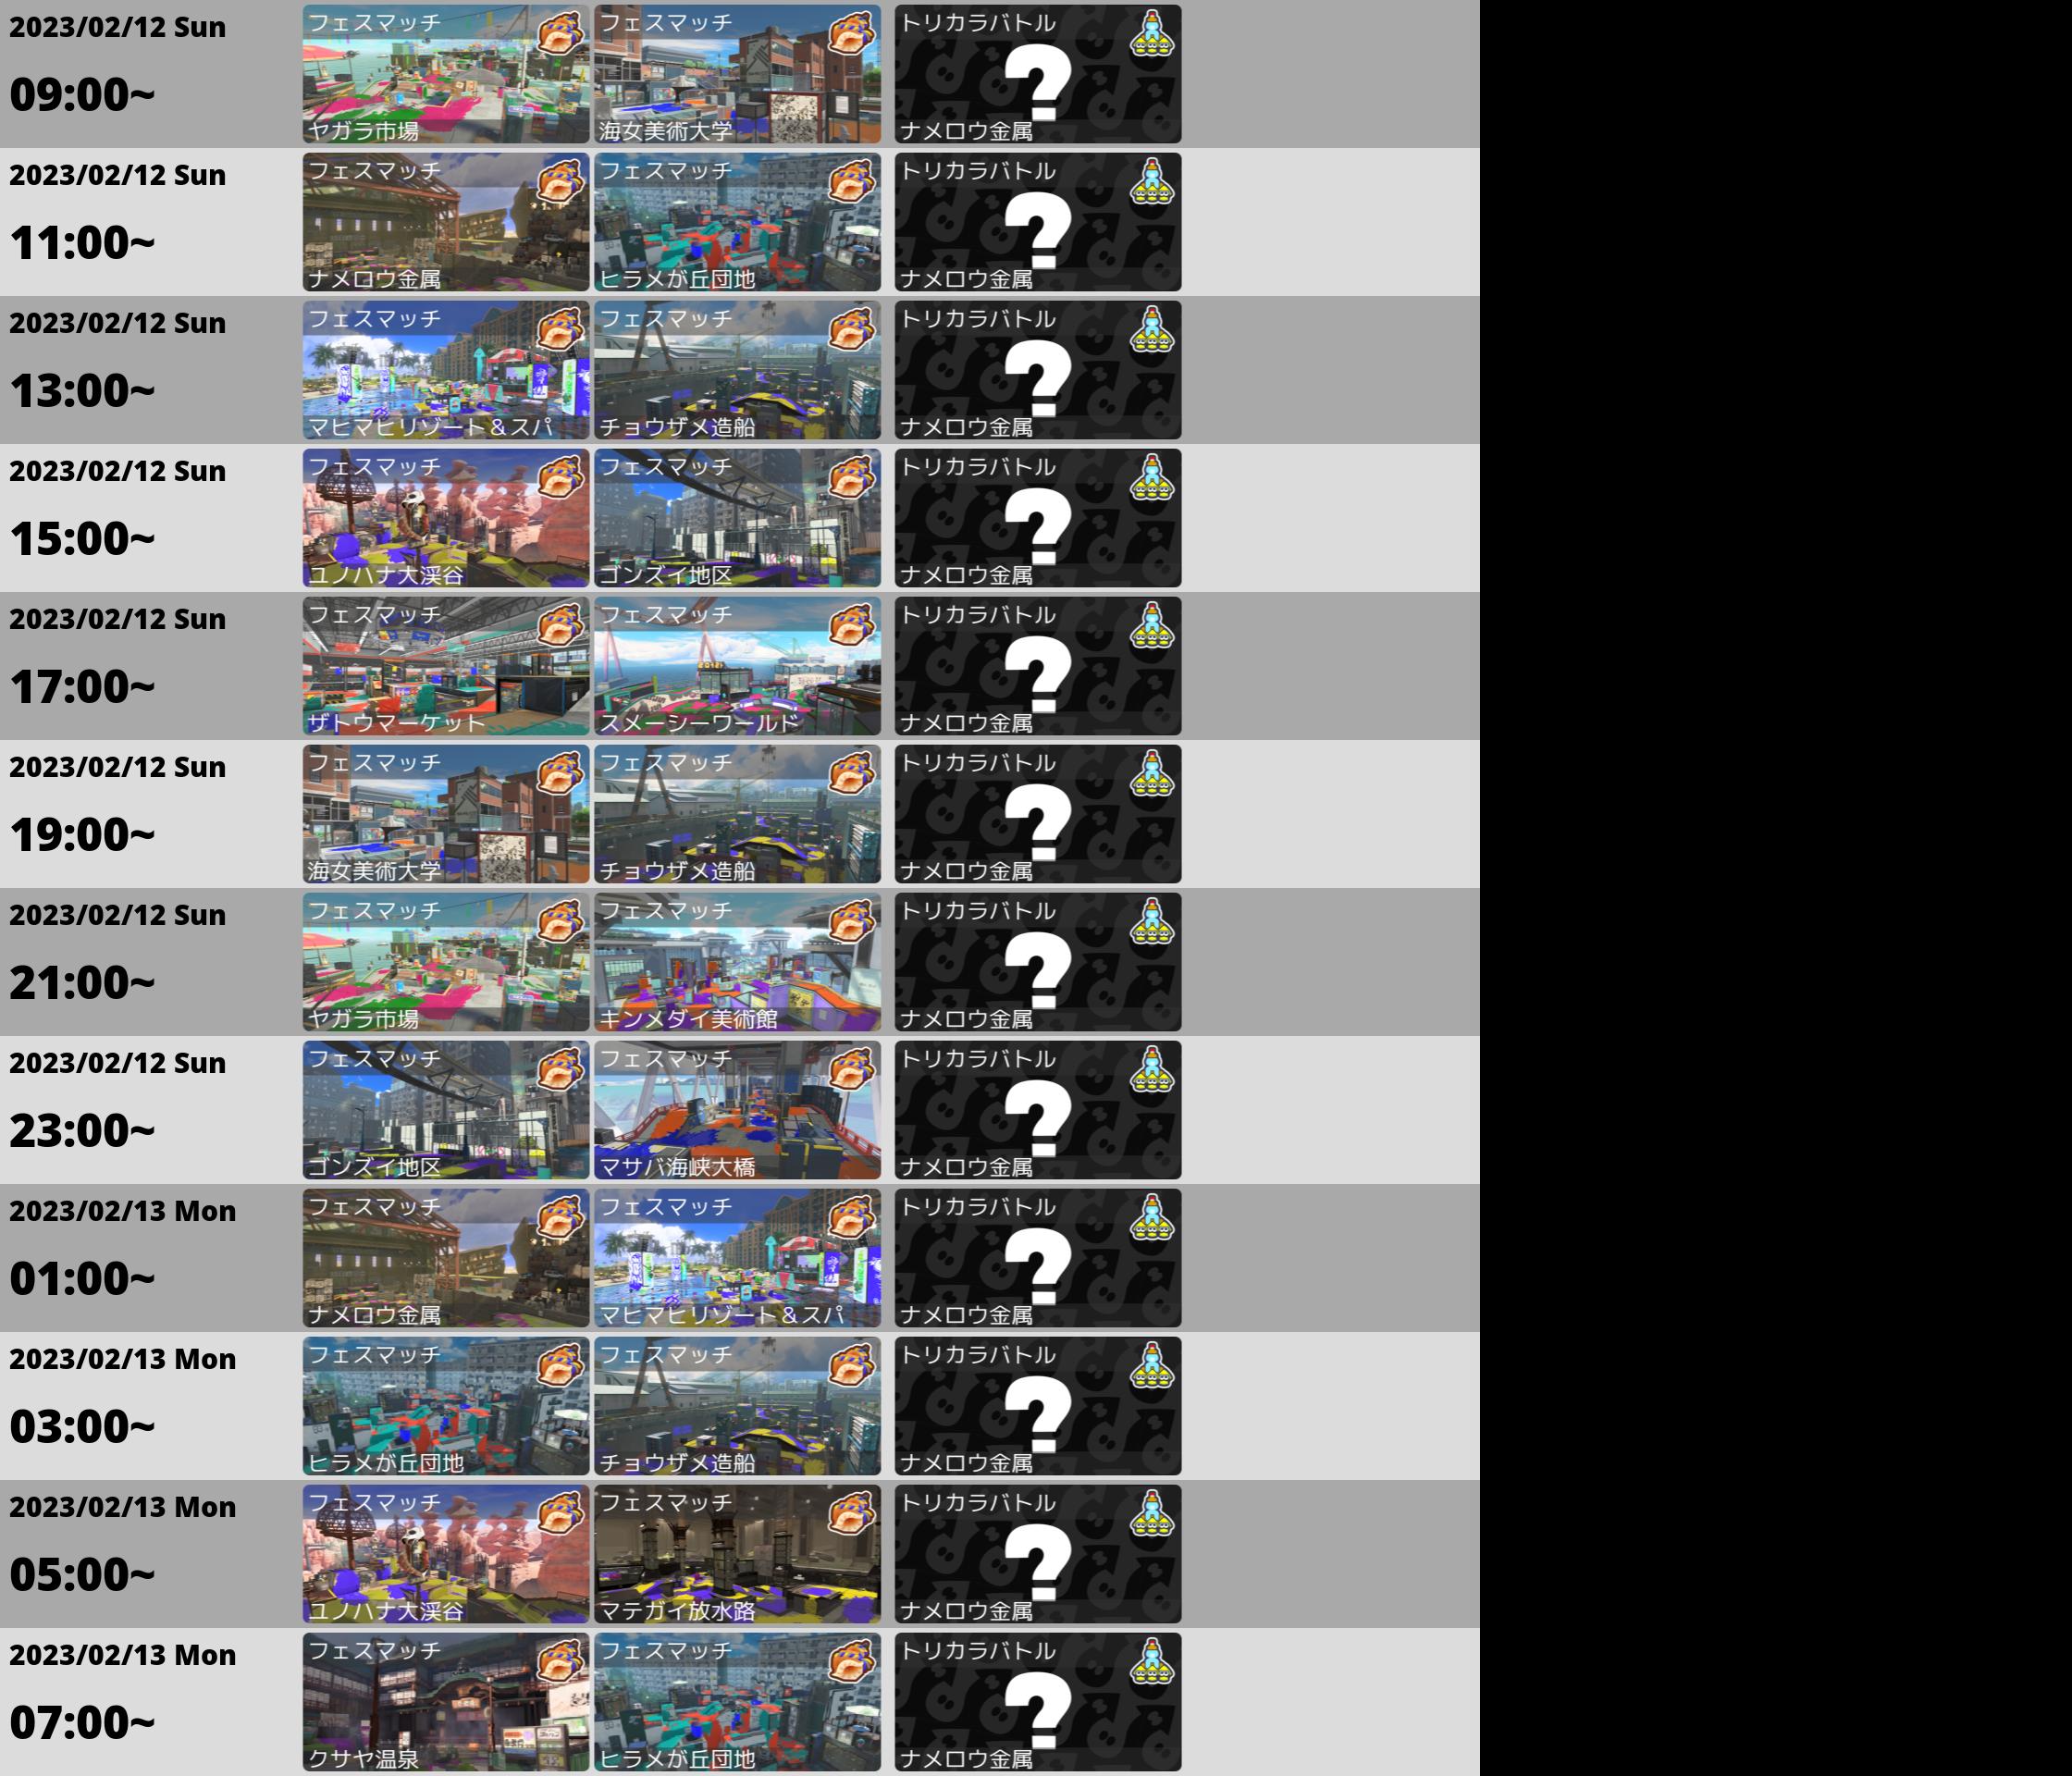 2023/02/12 Sun
09:00~
フェスマッチ
ヤガラ市場
フェスマッチ
海女美術大学
トリカラバトル
?
ナメロウ金属
2023/02/12 Sun
11:00~
フェスマッチ
ナメロウ金属
フェスマッチ
ヒラメが丘団地
トリカラバトル
?
ナメロウ金属
2023/02/12 Sun
13:00~
フェスマッチ
マヒマヒリゾート＆スパ
フェスマッチ
チョウザメ造船
トリカラバトル
?
ナメロウ金属
2023/02/12 Sun
15:00~
フェスマッチ
ユノハナ大渓谷
フェスマッチ
ゴンズイ地区
トリカラバトル
?
ナメロウ金属
2023/02/12 Sun
17:00~
フェスマッチ
ザトウマーケット
フェスマッチ
スメーシーワールド
トリカラバトル
?
ナメロウ金属
2023/02/12 Sun
19:00~
フェスマッチ
海女美術大学
フェスマッチ
チョウザメ造船
トリカラバトル
?
ナメロウ金属
2023/02/12 Sun
21:00~
フェスマッチ
ヤガラ市場
フェスマッチ
キンメダイ美術館
トリカラバトル
?
ナメロウ金属
2023/02/12 Sun
23:00~
フェスマッチ
ゴンズイ地区
フェスマッチ
マサバ海峡大橋
トリカラバトル
?
ナメロウ金属
2023/02/13 Mon
01:00~
フェスマッチ
ナメロウ金属
フェスマッチ
マヒマヒリゾート＆スパ
トリカラバトル
?
ナメロウ金属
2023/02/13 Mon
03:00~
フェスマッチ
ヒラメが丘団地
フェスマッチ
チョウザメ造船
トリカラバトル
?
ナメロウ金属
2023/02/13 Mon
05:00~
フェスマッチ
ユノハナ大渓谷
フェスマッチ
マテガイ放水路
トリカラバトル
?
ナメロウ金属
2023/02/13 Mon
07:00~
フェスマッチ
クサヤ温泉
フェスマッチ
ヒラメが丘団地
トリカラバトル
?
ナメロウ金属